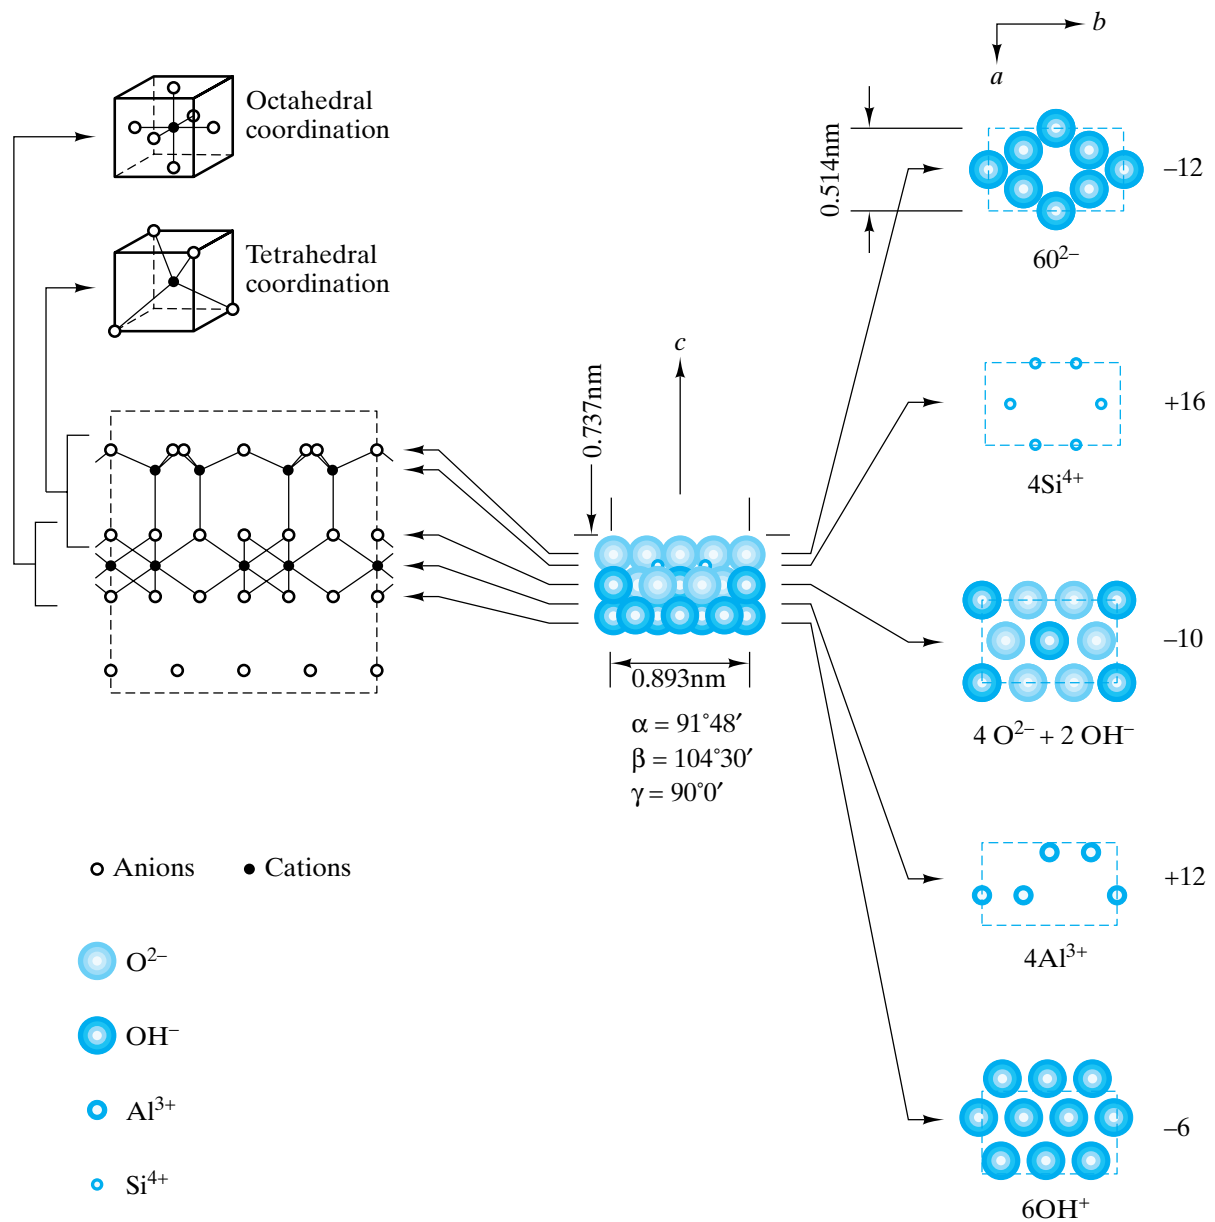 Octahedral
coordination
Tetrahedral
coordination
b
a
0.514nm
–12
60²⁻
c
0.737nm
+16
4Si⁴⁺
–10
4 O²⁻ + 2 OH⁻
0.893nm
α = 91°48′
β = 104°30′
γ = 90°0′
Anions
Cations
+12
4Al³⁺
O²⁻
OH⁻
Al³⁺
Si⁴⁺
–6
6OH⁺